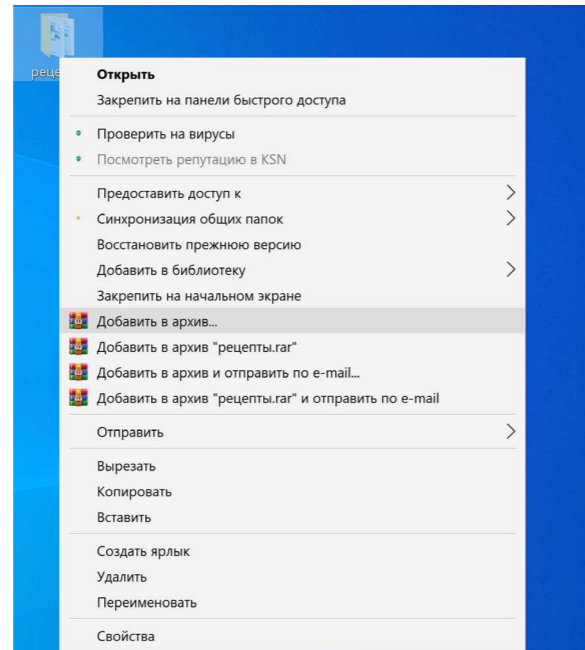 Открыть
Закрепить на панели быстрого доступа
Проверить на вирусы
Посмотреть репутацию в KSN
Предоставить доступ к
Синхронизация общих папок
Восстановить прежнюю версию
Добавить в библиотеку
Закрепить на начальном экране
Добавить в архив...
Добавить в архив "рецепты.rar"
Добавить в архив и отправить по e-mail...
Добавить в архив "рецепты.rar" и отправить по e-mail
Отправить
Вырезать
Копировать
Вставить
Создать ярлык
Удалить
Переименовать
Свойства